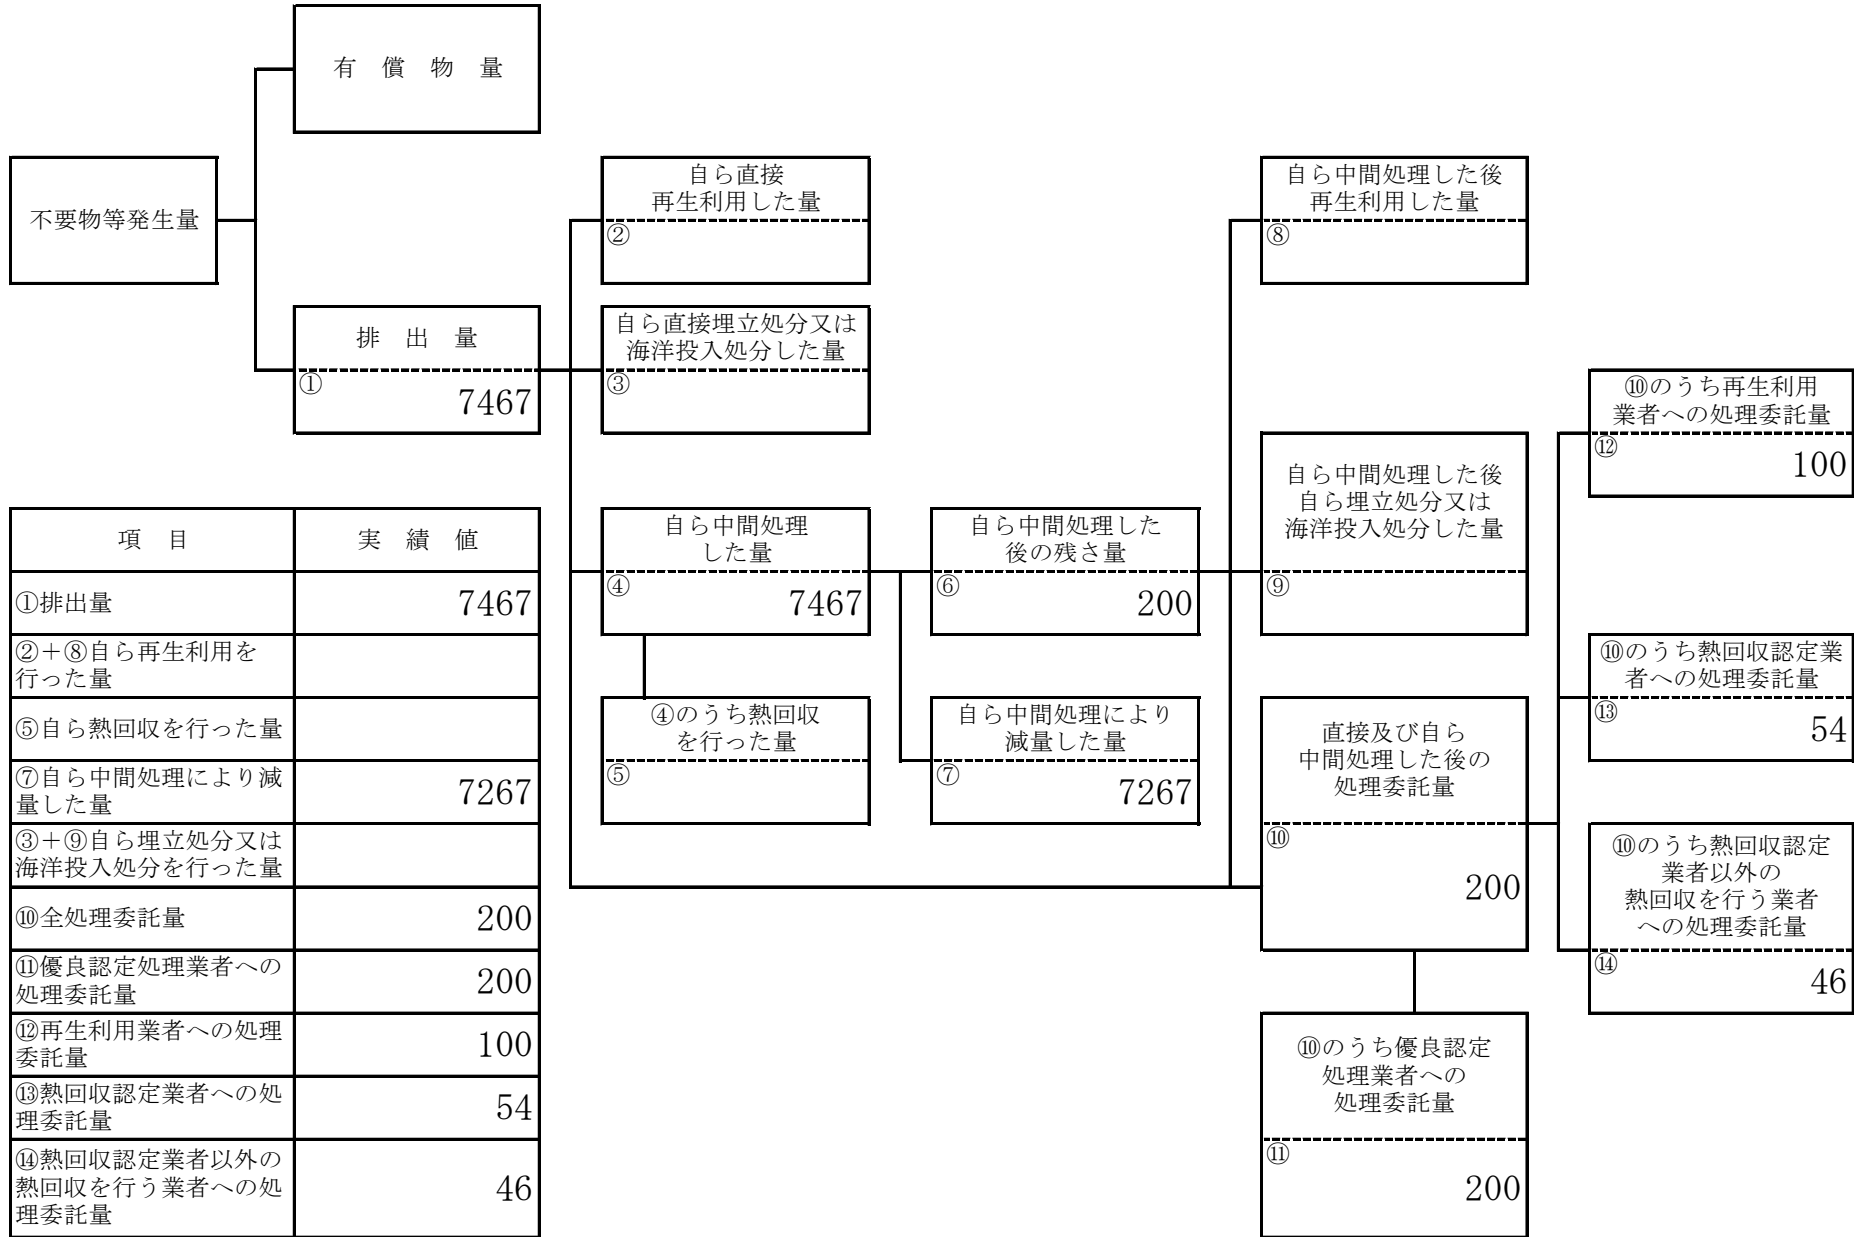 有　償　物　量
不要物等発生量
排　出　量
①
7467
自ら直接
再生利用した量
②
自ら直接埋立処分又は
海洋投入処分した量
③
自ら中間処理
した量
④
7467
④のうち熱回収
を行った量
⑤
自ら中間処理した
後の残さ量
⑥
200
自ら中間処理により
減量した量
⑦
7267
自ら中間処理した後
再生利用した量
⑧
自ら中間処理した後
自ら埋立処分又は
海洋投入処分した量
⑨
直接及び自ら
中間処理した後の
処理委託量
⑩
200
⑩のうち優良認定
処理業者への
処理委託量
⑪
200
⑩のうち再生利用
業者への処理委託量
⑫
100
⑩のうち熱回収認定業
者への処理委託量
⑬
54
⑩のうち熱回収認定
業者以外の
熱回収を行う業者
への処理委託量
⑭
46
項　目　実　績　値
①排出量　7467
②＋⑧自ら再生利用を
行った量
⑤自ら熱回収を行った量
⑦自ら中間処理により減
量した量
7267
③＋⑨自ら埋立処分又は
海洋投入処分を行った量
⑩全処理委託量　200
⑪優良認定処理業者への
処理委託量
200
⑫再生利用業者への処理
委託量
100
⑬熱回収認定業者への処
理委託量
54
⑭熱回収認定業者以外の
熱回収を行う業者への処
理委託量
46